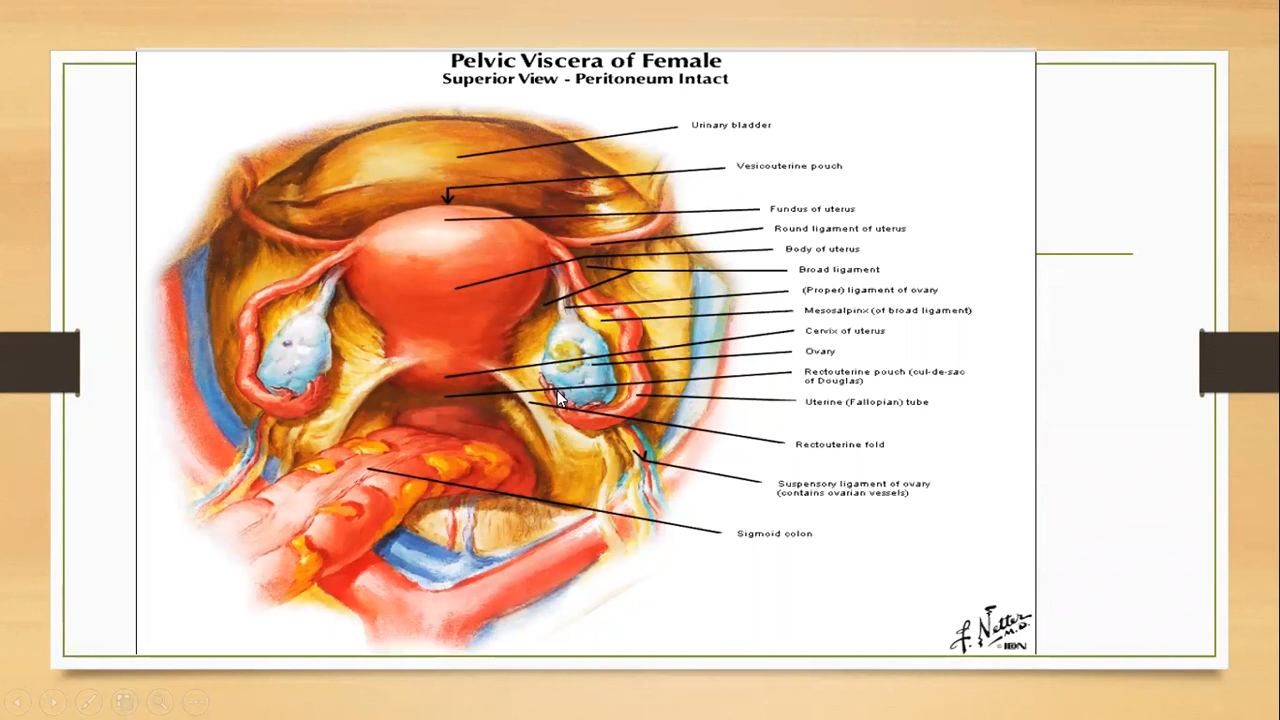 Pelvic Viscera of Female
Superior View - Peritoneum Intact
Urinary bladder
Vesicouterine pouch
Fundus of uterus
Round ligament of uterus
Body of uterus
Broad ligament
(Proper) ligament of ovary
Mesosalpinx (of broad ligament)
Cervix of uterus
Ovary
Rectouterine pouch (cul-de-sac
of Douglas)
Uterine (Fallopian) tube
Rectouterine fold
Suspensory ligament of ovary
(contains ovarian vessels)
Sigmoid colon
F. Netter
M.D.